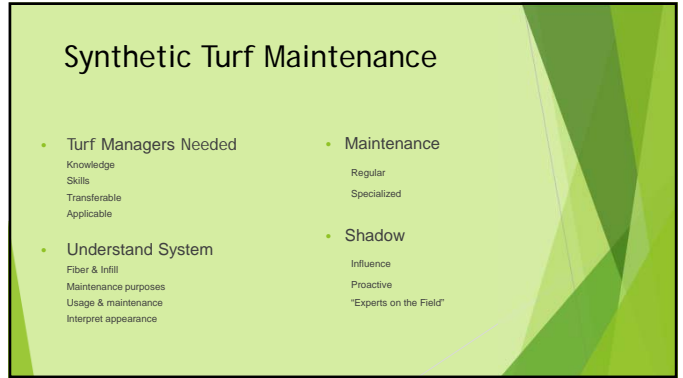 Synthetic Turf Maintenance
• Turf Managers Needed
Knowledge
Skills
Transferable
Applicable
• Understand System
Fiber & Infill
Maintenance purposes
Usage & maintenance
Interpret appearance
• Maintenance
Regular
Specialized
• Shadow
Influence
Proactive
“Experts on the Field”